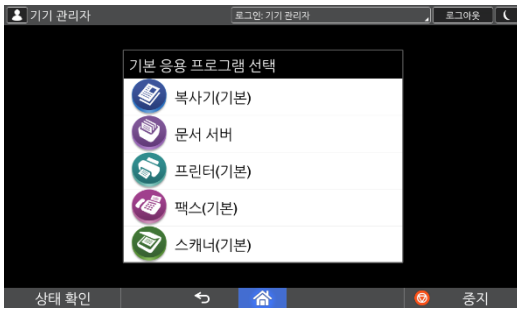 기기 관리자
로그인: 기기 관리자
로그아웃
기본 응용 프로그램 선택
복사기(기본)
문서 서버
프린터(기본)
팩스(기본)
스캐너(기본)
상태 확인
중지